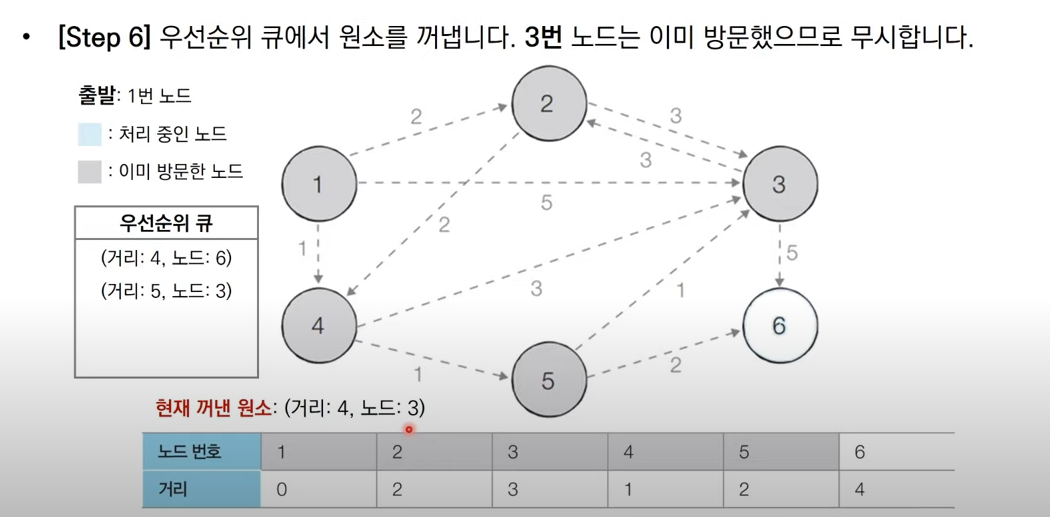 • [Step 6] 우선순위 큐에서 원소를 꺼냅니다. 3번 노드는 이미 방문했으므로 무시합니다.
출발: 1번 노드
: 처리 중인 노드
: 이미 방문한 노드
우선순위 큐
(거리: 4, 노드: 6)
(거리: 5, 노드: 3)
2
2
3
3
1
5
3
2
1
5
3
1
4
6
1
5
2
현재 꺼낸 원소: (거리: 4, 노드: 3)
노드 번호 1 2 3 4 5 6
거리 0 2 3 1 2 4